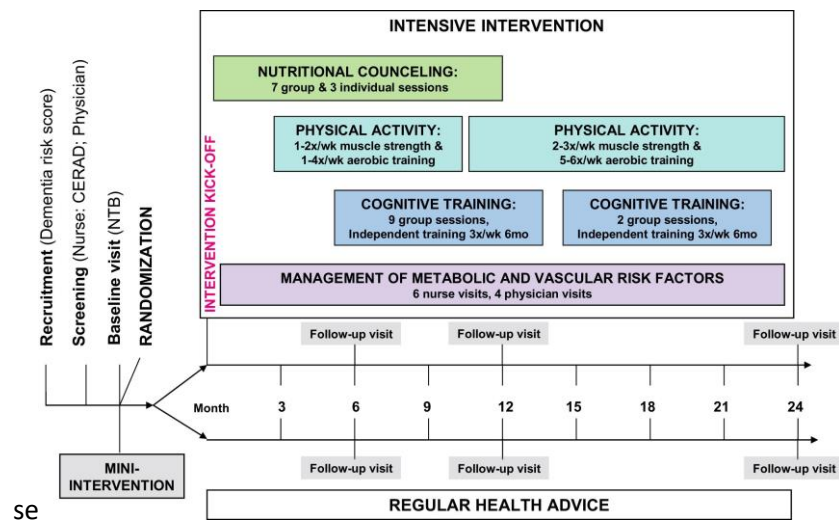 INTENSIVE INTERVENTION
NUTRITIONAL COUNCELING:
7 group & 3 individual sessions
PHYSICAL ACTIVITY:
1-2x/wk muscle strength &
1-4x/wk aerobic training
PHYSICAL ACTIVITY:
2-3x/wk muscle strength &
5-6x/wk aerobic training
COGNITIVE TRAINING:
9 group sessions,
Independent training 3x/wk 6mo
COGNITIVE TRAINING:
2 group sessions,
Independent training 3x/wk 6mo
MANAGEMENT OF METABOLIC AND VASCULAR RISK FACTORS
6 nurse visits, 4 physician visits
INTERVENTION KICK-OFF
Recruitment (Dementia risk score)
Screening (Nurse: CERAD; Physician)
Baseline visit (NTB)
RANDOMIZATION
Follow-up visit Follow-up visit Follow-up visit
Month 3 6 9 12 15 18 21 24
MINI-
INTERVENTION
Follow-up visit Follow-up visit Follow-up visit
REGULAR HEALTH ADVICE
se